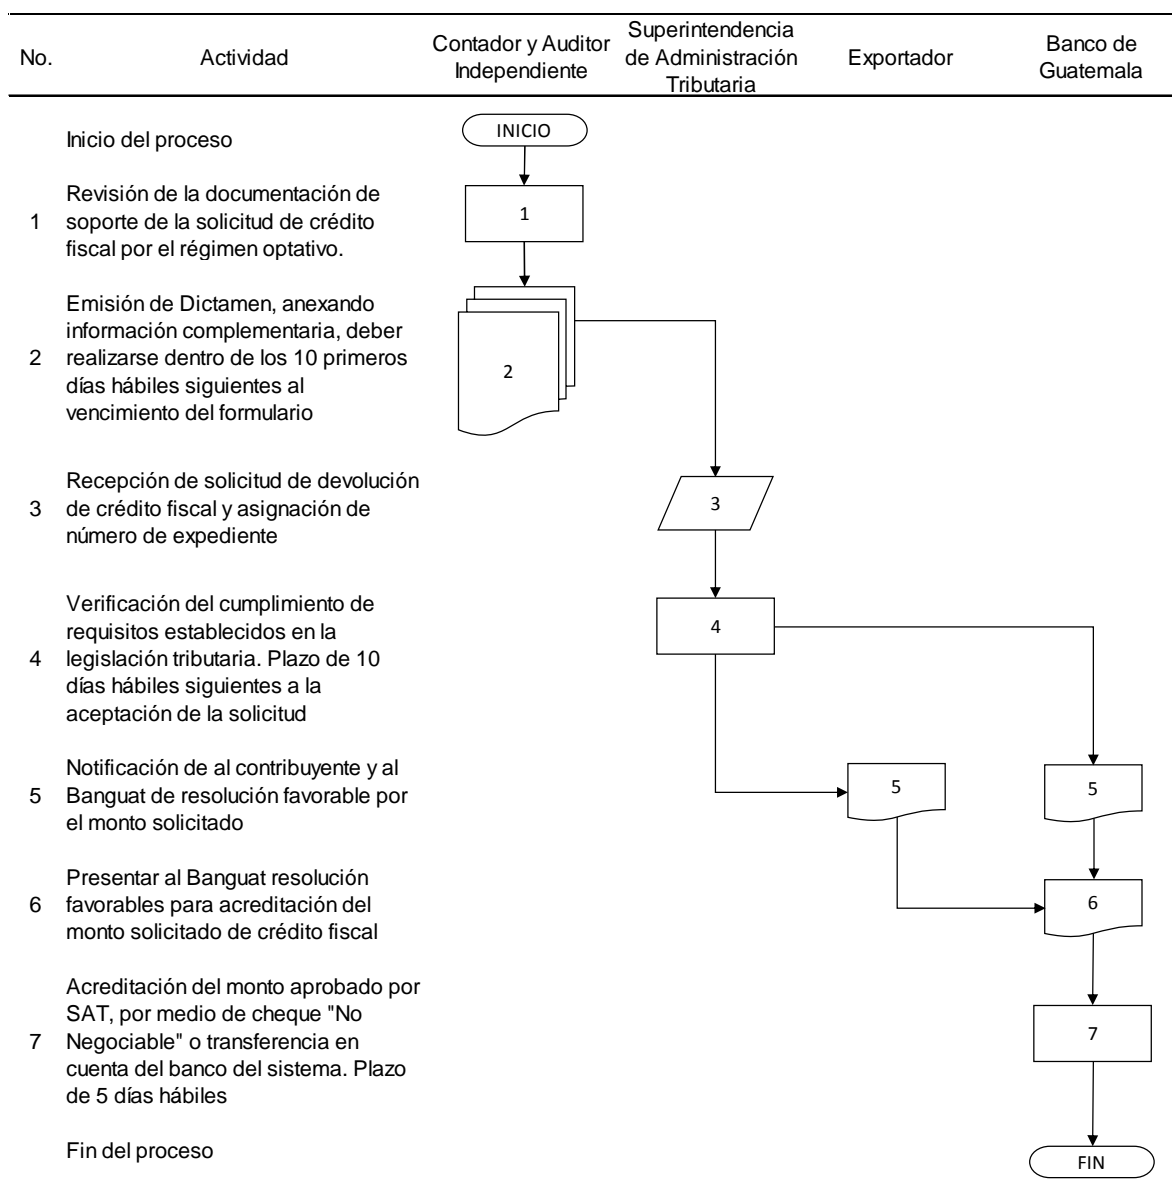 No.
Actividad
Contador y Auditor
Independiente
Superintendencia
de Administración
Tributaria
Exportador
Banco de
Guatemala
Inicio del proceso
INICIO
1
Revisión de la documentación de
soporte de la solicitud de crédito
fiscal por el régimen optativo.
1
2
Emisión de Dictamen, anexando
información complementaria, deber
realizarse dentro de los 10 primeros
días hábiles siguientes al
vencimiento del formulario
2
3
Recepción de solicitud de devolución
de crédito fiscal y asignación de
número de expediente
3
4
Verificación del cumplimiento de
requisitos establecidos en la
legislación tributaria. Plazo de 10
días hábiles siguientes a la
aceptación de la solicitud
4
5
Notificación de al contribuyente y al
Banguat de resolución favorable por
el monto solicitado
5
5
6
Presentar al Banguat resolución
favorables para acreditación del
monto solicitado de crédito fiscal
6
7
Acreditación del monto aprobado por
SAT, por medio de cheque "No
Negociable" o transferencia en
cuenta del banco del sistema. Plazo
de 5 días hábiles
7
Fin del proceso
FIN